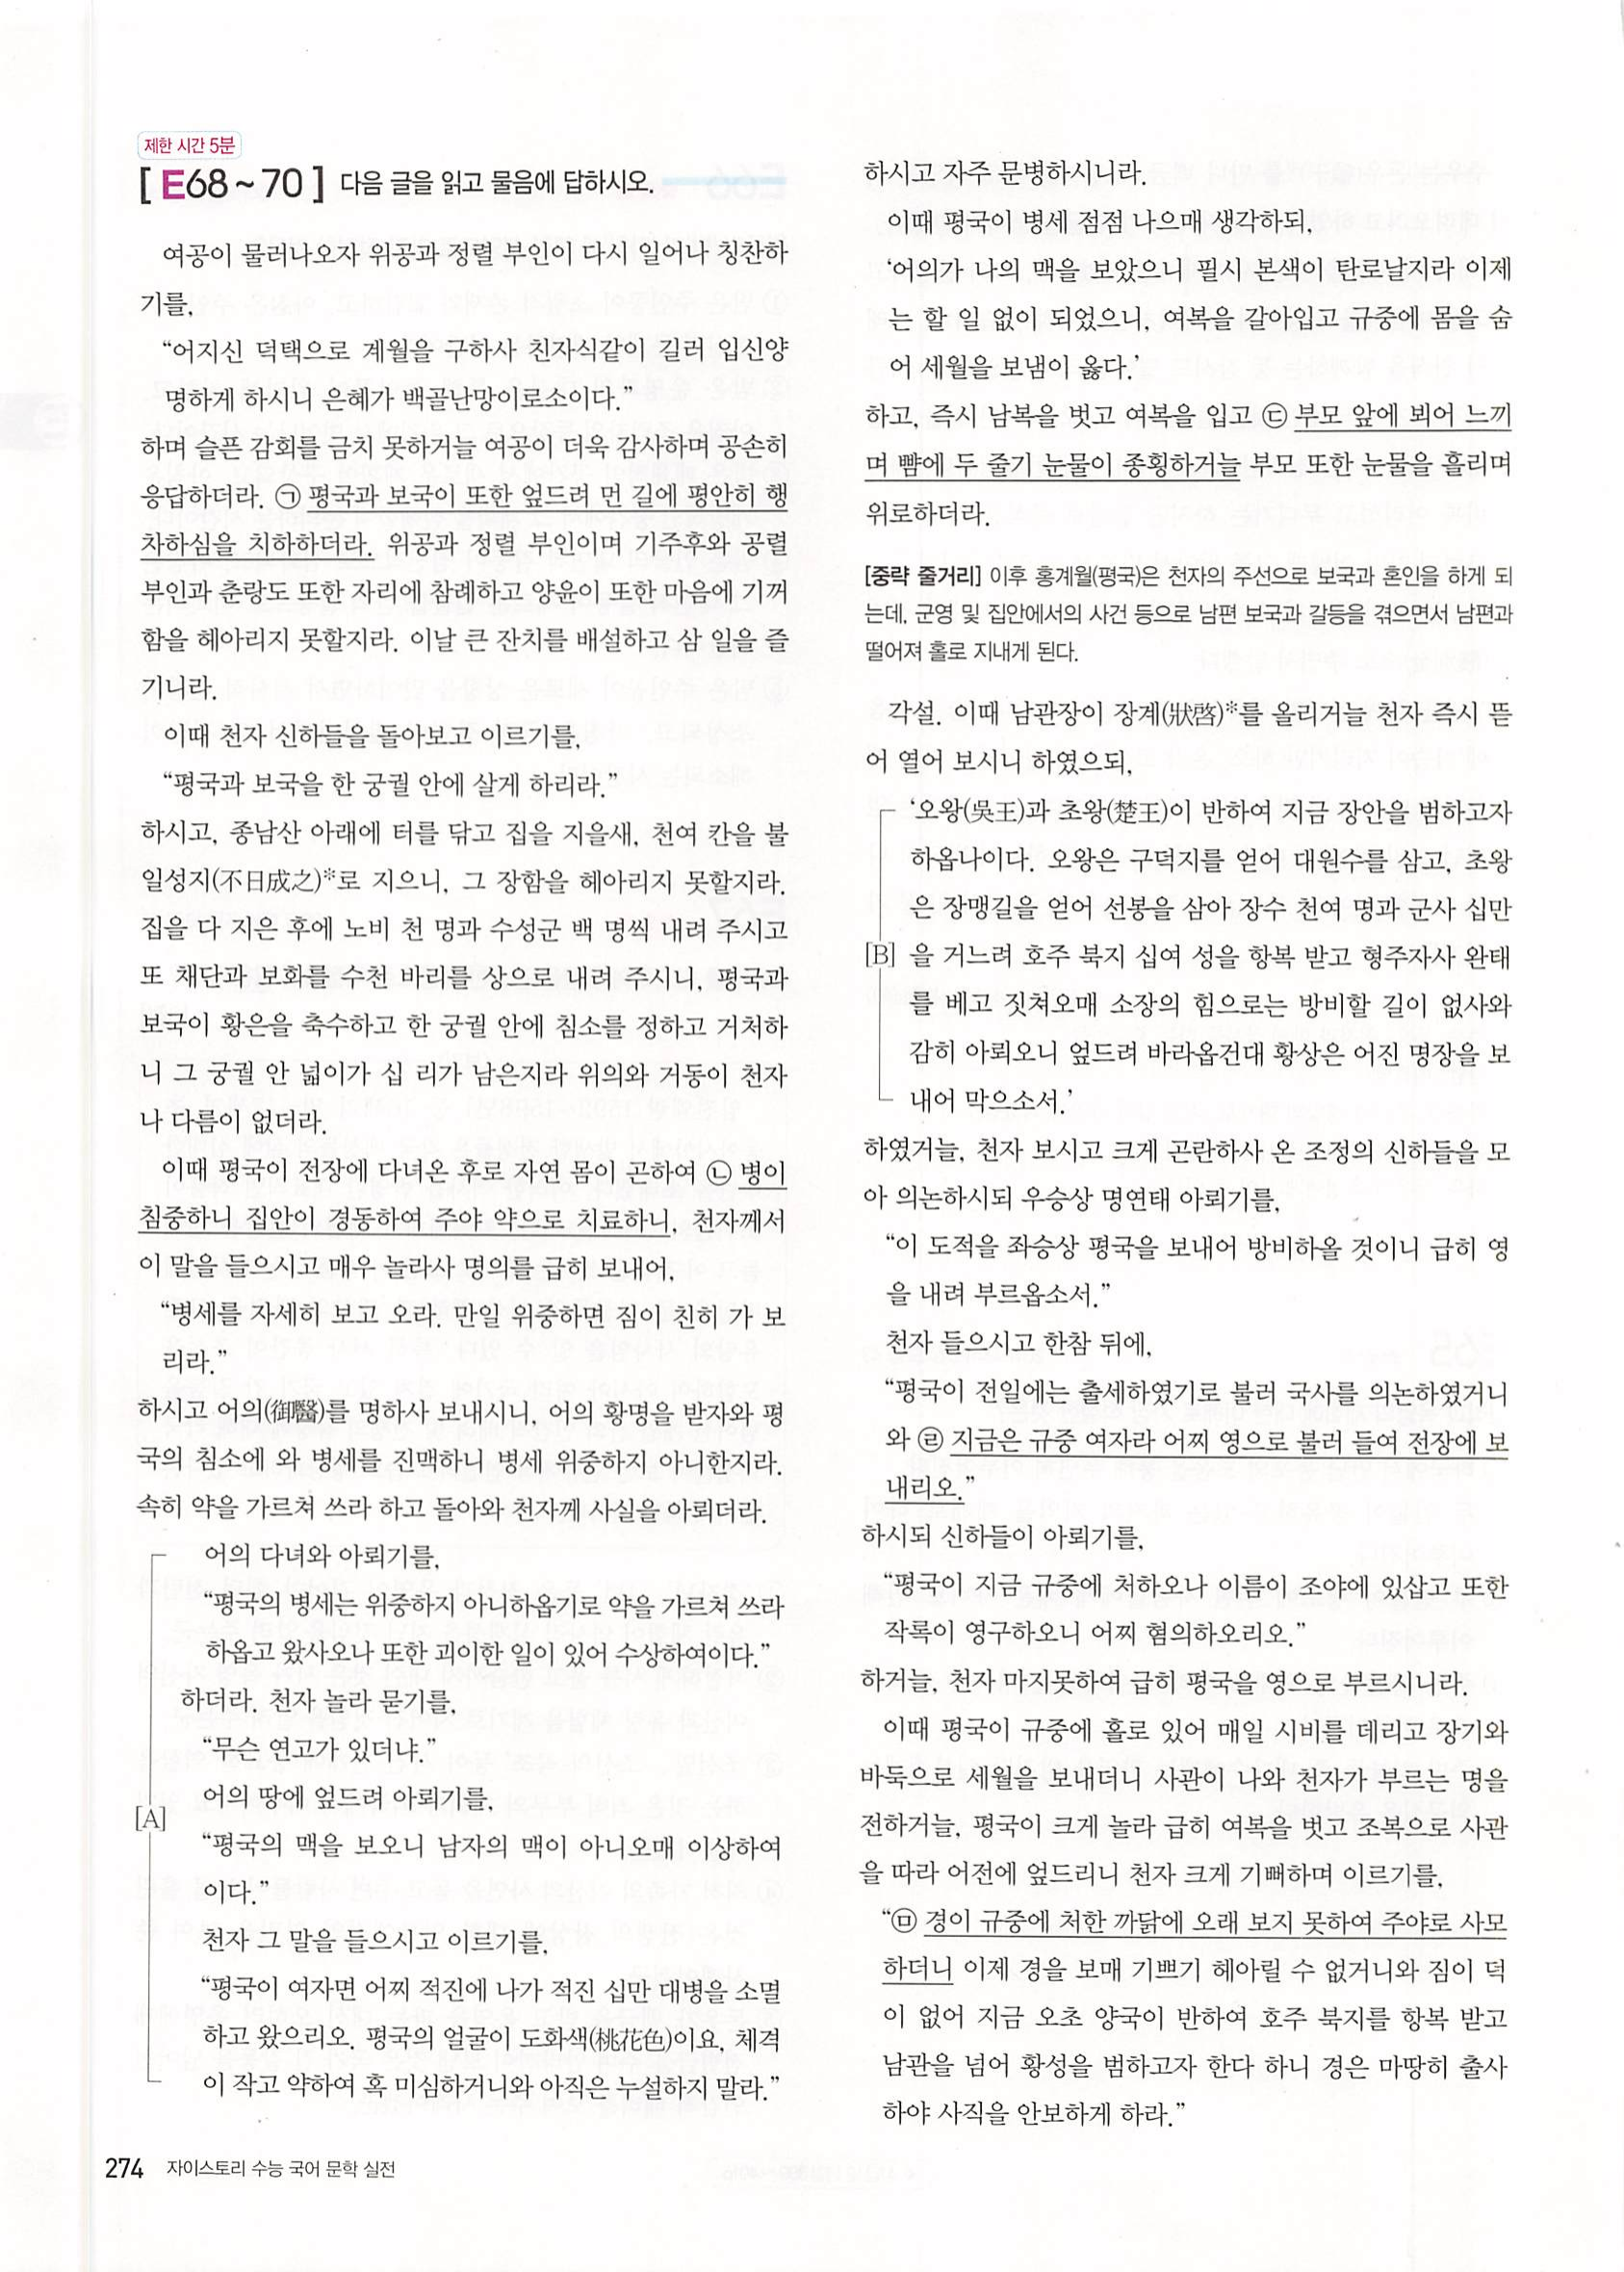 제한 시간 5분
[E68~70] 다음 글을 읽고 물음에 답하시오.
여공이 물러나오자 위공과 정렬 부인이 다시 일어나 칭찬하
기를,
“어지신 덕택으로 계월을 구하사 친자식같이 길러 입신양
명하게 하시니 은혜가 백골난망이로소이다.”
하며 슬픈 감회를 금치 못하거늘 여공이 더욱 감사하며 공손히
응답하더라. ㉠ 평국과 보국이 또한 엎드려 먼 길에 평안히 행
차하심을 치하하더라. 위공과 정렬 부인이며 기주후와 공렬
부인과 춘랑도 또한 자리에 참례하고 양윤이 또한 마음에 기꺼
함을 헤아리지 못할지라. 이날 큰 잔치를 배설하고 삼 일을 즐
기니라.
이때 천자 신하들을 돌아보고 이르기를,
“평국과 보국을 한 궁궐 안에 살게 하리라.”
하시고, 종남산 아래에 터를 닦고 집을 지을새, 천여 칸을 불
일성지(不日成之)*로 지으니, 그 장함을 헤아리지 못할지라.
집을 다 지은 후에 노비 천 명과 수성군 백 명씩 내려 주시고
또 채단과 보화를 수천 바리를 상으로 내려 주시니, 평국과
보국이 황은을 축수하고 한 궁궐 안에 침소를 정하고 거처하
니 그 궁궐 안 넓이가 십 리가 남은지라 위의와 거동이 천자
나 다름이 없더라.
이때 평국이 전장에 다녀온 후로 자연 몸이 곤하여 ㉡ 병이
침중하니 집안이 경동하여 주야 약으로 치료하니, 천자께서
이 말을 들으시고 매우 놀라사 명의를 급히 보내어,
“병세를 자세히 보고 오라. 만일 위중하면 짐이 친히 가 보
리라.”
하시고 어의(御醫)를 명하사 보내시니, 어의 황명을 받자와 평
국의 침소에 와 병세를 진맥하니 병세 위중하지 아니한지라.
속히 약을 가르쳐 쓰라 하고 돌아와 천자께 사실을 아뢰더라.
어의 다녀와 아뢰기를,
“평국의 병세는 위중하지 아니하옵기로 약을 가르쳐 쓰라
하옵고 왔사오나 또한 괴이한 일이 있어 수상하여이다.”
하더라. 천자 놀라 묻기를,
“무슨 연고가 있더냐.”
어의 땅에 엎드려 아뢰기를,
[A]
“평국의 맥을 보오니 남자의 맥이 아니오매 이상하여
이다.”
천자 그 말을 들으시고 이르기를,
“평국이 여자면 어찌 적진에 나가 적진 십만 대병을 소멸
하고 왔으리오. 평국의 얼굴이 도화색(桃花色)이요, 체격
이 작고 약하여 혹 미심하거니와 아직은 누설하지 말라.”
하시고 자주 문병하시니라.
이때 평국이 병세 점점 나으매 생각하되,
‘어의가 나의 맥을 보았으니 필시 본색이 탄로날지라 이제
는 할 일 없이 되었으니, 여복을 갈아입고 규중에 몸을 숨
어 세월을 보냄이 옳다.’
하고, 즉시 남복을 벗고 여복을 입고 ㉢ 부모 앞에 뵈어 느끼
며 뺨에 두 줄기 눈물이 종횡하거늘 부모 또한 눈물을 흘리며
위로하더라.
[중략 줄거리] 이후 홍계월(평국)은 천자의 주선으로 보국과 혼인을 하게 되
는데, 군영 및 집안에서의 사건 등으로 남편 보국과 갈등을 겪으면서 남편과
떨어져 홀로 지내게 된다.
각설. 이때 남관장이 장계(狀啓)*를 올리거늘 천자 즉시 뜯
어 열어 보시니 하였으되,
‘오왕(吳王)과 초왕(楚王)이 반하여 지금 장안을 범하고자
하옵나이다. 오왕은 구덕지를 얻어 대원수를 삼고, 초왕
은 장맹길을 얻어 선봉을 삼아 장수 천여 명과 군사 십만
[B] 을 거느려 호주 북지 십여 성을 항복 받고 형주자사 완태
를 베고 짓쳐오매 소장의 힘으로는 방비할 길이 없사와
감히 아뢰오니 엎드려 바라옵건대 황상은 어진 명장을 보
내어 막으소서.’
하였거늘, 천자 보시고 크게 곤란하사 온 조정의 신하들을 모
아 의논하시되 우승상 명연태 아뢰기를,
“이 도적을 좌승상 평국을 보내어 방비하올 것이니 급히 영
을 내려 부르옵소서.”
천자 들으시고 한참 뒤에,
“평국이 전일에는 출세하였기로 불러 국사를 의논하였거니
와 ㉣ 지금은 규중 여자라 어찌 영으로 불러 들여 전장에 보
내리오.”
하시되 신하들이 아뢰기를,
“평국이 지금 규중에 처하오나 이름이 조야에 있삽고 또한
작록이 영구하오니 어찌 혐의하오리오.”
하거늘, 천자 마지못하여 급히 평국을 영으로 부르시니라.
이때 평국이 규중에 홀로 있어 매일 시비를 데리고 장기와
바둑으로 세월을 보내더니 사관이 나와 천자가 부르는 명을
전하거늘, 평국이 크게 놀라 급히 여복을 벗고 조복으로 사관
을 따라 어전에 엎드리니 천자 크게 기뻐하며 이르기를,
“㉤ 경이 규중에 처한 까닭에 오래 보지 못하여 주야로 사모
하더니 이제 경을 보매 기쁘기 헤아릴 수 없거니와 짐이 덕
이 없어 지금 오초 양국이 반하여 호주 북지를 항복 받고
남관을 넘어 황성을 범하고자 한다 하니 경은 마땅히 출사
하야 사직을 안보하게 하라.”
274 자이스토리 수능 국어 문학 실전